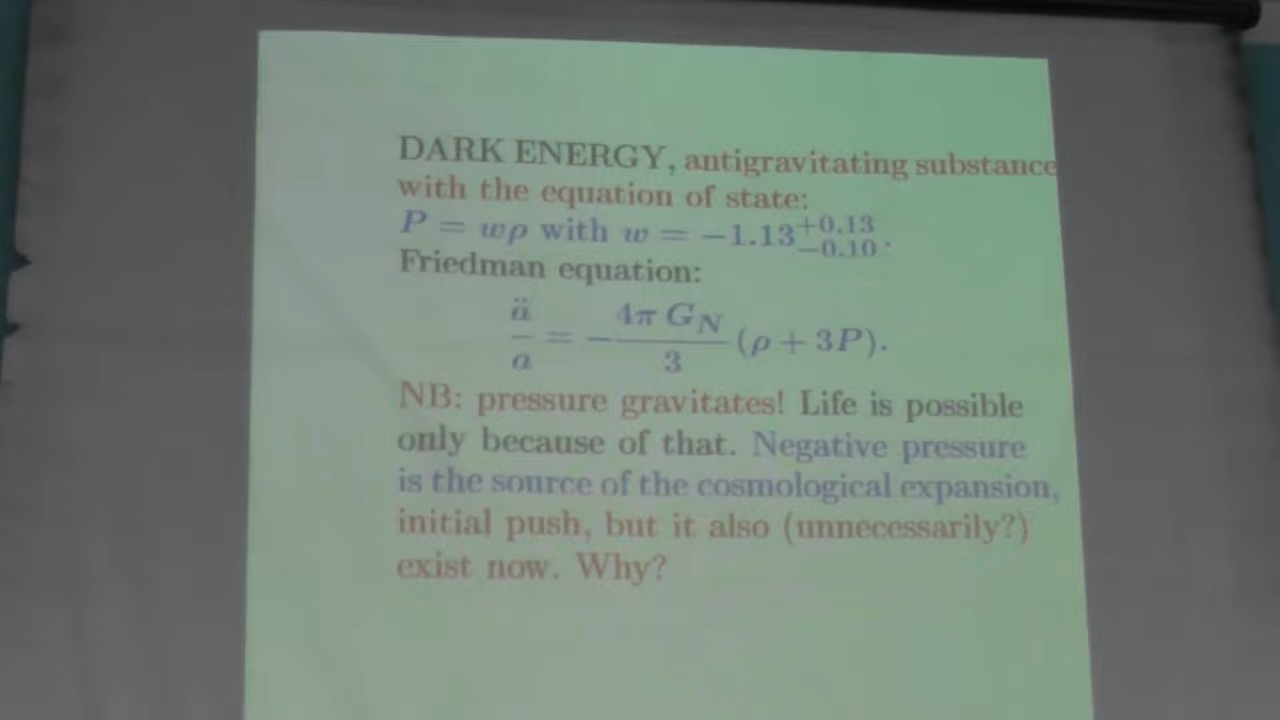 DARK ENERGY, antigravitating substance
with the equation of state:
P = wρ with w = −1.13^{+0.13}_{−0.10}.
Friedman equation:
ä/a = − 4π G_N/3 (ρ + 3P).
NB: pressure gravitates! Life is possible
only because of that. Negative pressure
is the source of the cosmological expansion,
initial push, but it also (unnecessarily?)
exist now. Why?